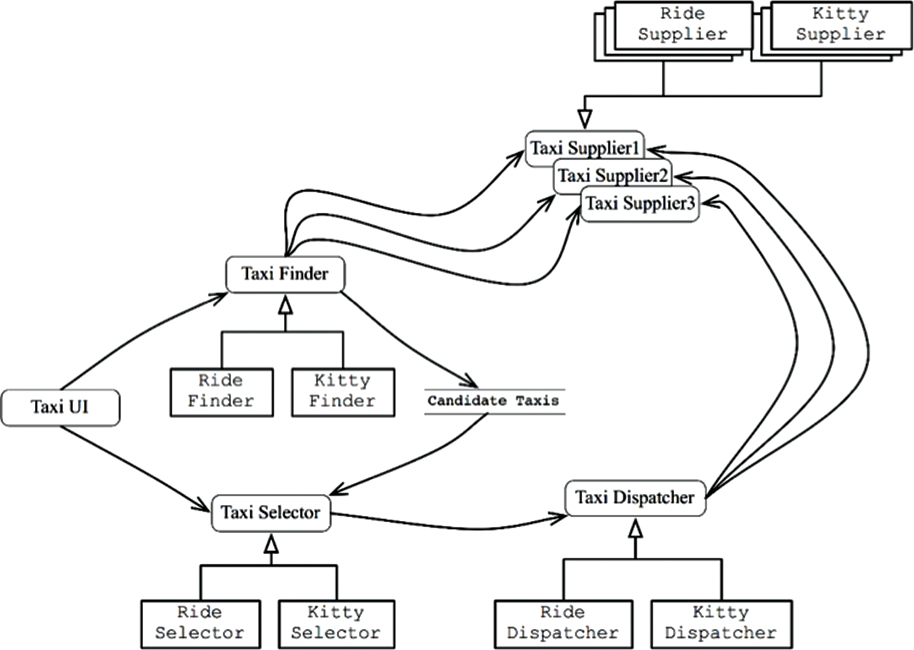 Ride
Supplier
Kitty
Supplier
Taxi Supplier1
Taxi Supplier2
Taxi Supplier3
Taxi Finder
Ride
Finder
Kitty
Finder
Taxi UI
Candidate Taxis
Taxi Selector
Taxi Dispatcher
Ride
Selector
Kitty
Selector
Ride
Dispatcher
Kitty
Dispatcher